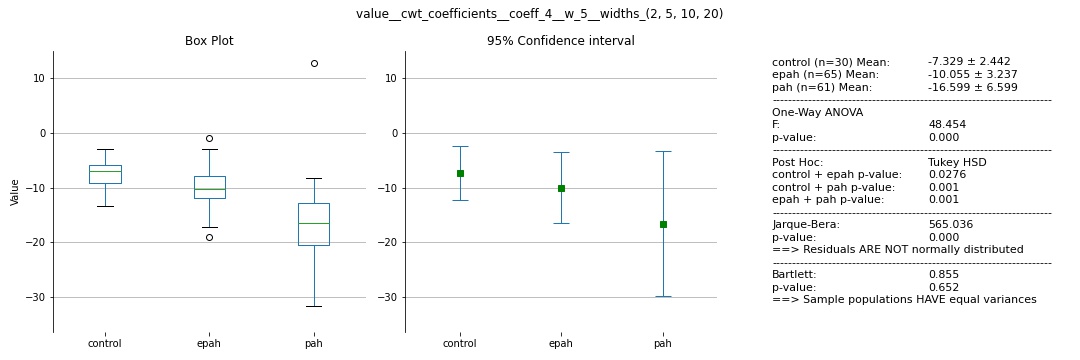 value__cwt_coefficients__coeff_4__w_5__widths_(2, 5, 10, 20)
Box Plot
10
0
−10
−20
−30
Value
control
epah
pah
95% Confidence interval
10
0
−10
−20
−30
control
epah
pah
control (n=30) Mean: -7.329 ± 2.442
epah (n=65) Mean: -10.055 ± 3.237
pah (n=61) Mean: -16.599 ± 6.599
One-Way ANOVA
F: 48.454
p-value: 0.000
Post Hoc: Tukey HSD
control + epah p-value: 0.0276
control + pah p-value: 0.001
epah + pah p-value: 0.001
Jarque-Bera: 565.036
p-value: 0.000
==> Residuals ARE NOT normally distributed
Bartlett: 0.855
p-value: 0.652
==> Sample populations HAVE equal variances